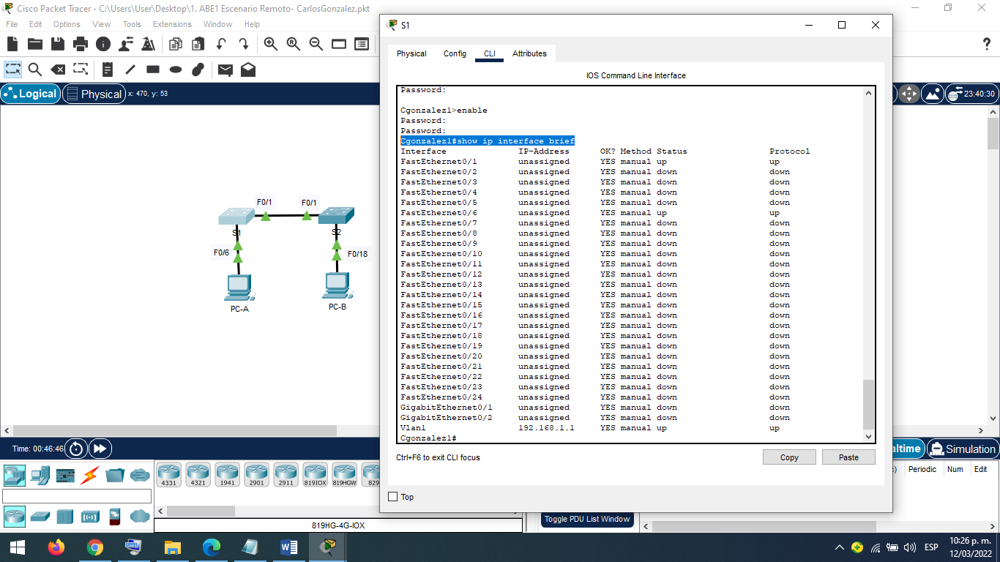 Cisco Packet Tracer - C:\Users\User\Desktop\1. ABE1 Escenario Remoto- CarlosGonzalez.pkt
File Edit Options View Tools Extensions Window Help
Logical Physical x: 470, y: 53
23:40:30
F0/1 F0/1
S1 S2
F0/6 F0/18
PC-A PC-B
S1
Physical Config CLI Attributes
IOS Command Line Interface
Password:
Cgonzalez1>enable
Password:
Password:
Cgonzalez1#show ip interface brief
Interface IP-Address OK? Method Status Protocol
FastEthernet0/1 unassigned YES manual up up
FastEthernet0/2 unassigned YES manual down down
FastEthernet0/3 unassigned YES manual down down
FastEthernet0/4 unassigned YES manual down down
FastEthernet0/5 unassigned YES manual down down
FastEthernet0/6 unassigned YES manual up up
FastEthernet0/7 unassigned YES manual down down
FastEthernet0/8 unassigned YES manual down down
FastEthernet0/9 unassigned YES manual down down
FastEthernet0/10 unassigned YES manual down down
FastEthernet0/11 unassigned YES manual down down
FastEthernet0/12 unassigned YES manual down down
FastEthernet0/13 unassigned YES manual down down
FastEthernet0/14 unassigned YES manual down down
FastEthernet0/15 unassigned YES manual down down
FastEthernet0/16 unassigned YES manual down down
FastEthernet0/17 unassigned YES manual down down
FastEthernet0/18 unassigned YES manual down down
FastEthernet0/19 unassigned YES manual down down
FastEthernet0/20 unassigned YES manual down down
FastEthernet0/21 unassigned YES manual down down
FastEthernet0/22 unassigned YES manual down down
FastEthernet0/23 unassigned YES manual down down
FastEthernet0/24 unassigned YES manual down down
GigabitEthernet0/1 unassigned YES manual down down
GigabitEthernet0/2 unassigned YES manual down down
Vlan1 192.168.1.1 YES manual up up
Cgonzalez1#
Ctrl+F6 to exit CLI focus
Copy Paste
Top
Time: 00:46:46
altime Simulation
4331 4321 1941 2901 2911 819IOX 819HGW 829
c) Periodic Num Edit
819HG-4G-IOX
Toggle PDU List Window
ESP
10:26 p. m.
12/03/2022